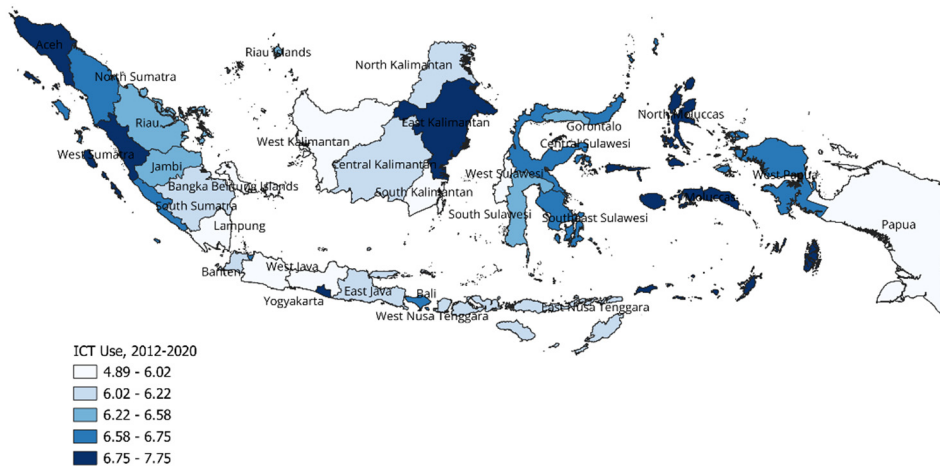 Aceh
Riau Islands
North Kalimantan
North Sumatra
North Moluccas
Riau
East Kalimantan
Gorontalo
West Kalimantan
Central Sulawesi
West Sumatra
Jambi
Central Kalimantan
West Sulawesi
West Papua
Bangka Belitung Islands
South Kalimantan
Moluccas
South Sumatra
South Sulawesi
Southeast Sulawesi
Lampung
Papua
Banten
West Java
Yogyakarta
East Java
Bali
West Nusa Tenggara
East Nusa Tenggara
ICT Use, 2012-2020
4.89 - 6.02
6.02 - 6.22
6.22 - 6.58
6.58 - 6.75
6.75 - 7.75